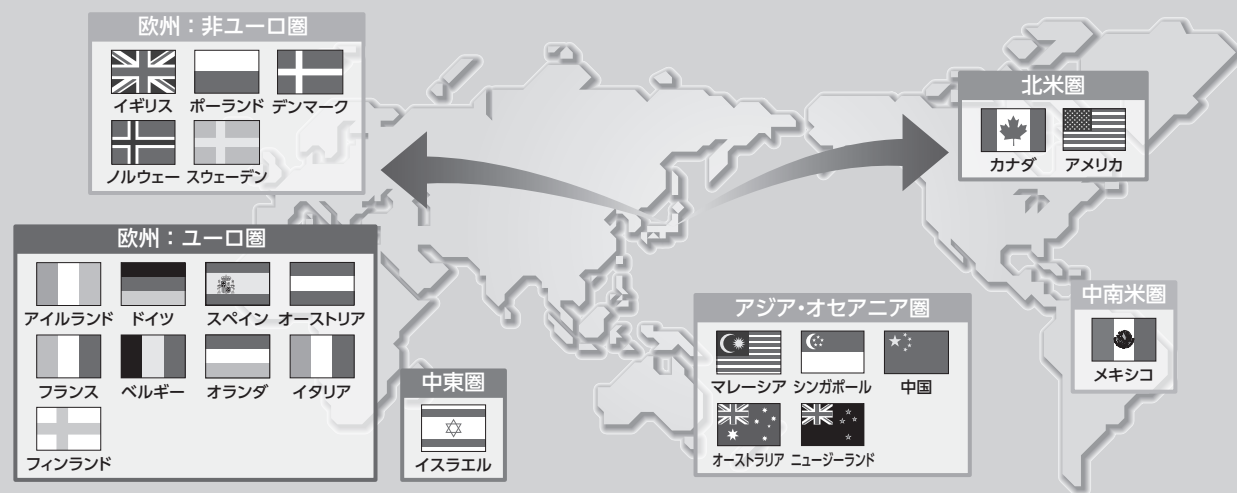 欧州：非ユーロ圏
イギリス ポーランド デンマーク
ノルウェー スウェーデン
北米圏
カナダ アメリカ
欧州：ユーロ圏
アイルランド ドイツ スペイン オーストリア
フランス ベルギー オランダ イタリア
フィンランド
中東圏
イスラエル
アジア・オセアニア圏
マレーシア シンガポール 中国
オーストラリア ニュージーランド
中南米圏
メキシコ